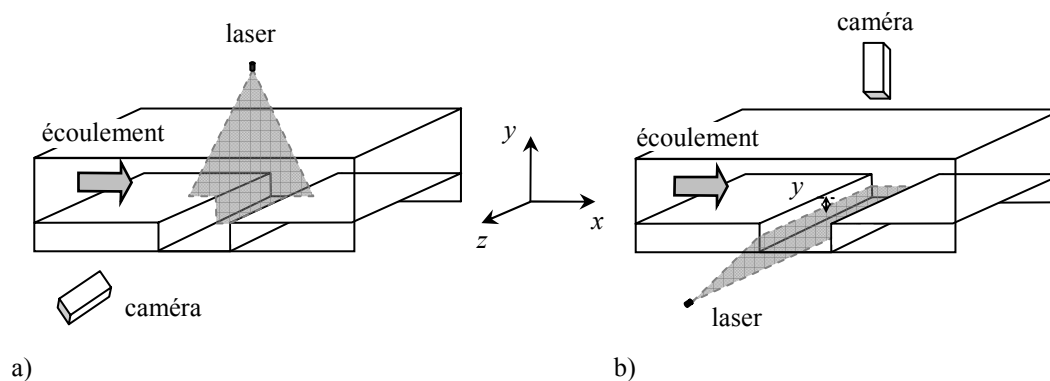 laser
écoulement
y
z
x
caméra
a)
caméra
écoulement
y
laser
b)